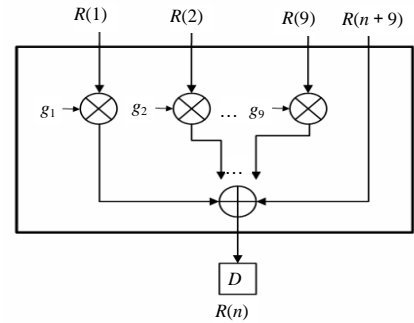 R(1) R(2) R(9) R(n + 9)
g₁ g₂ … g₉
…
D
R(n)